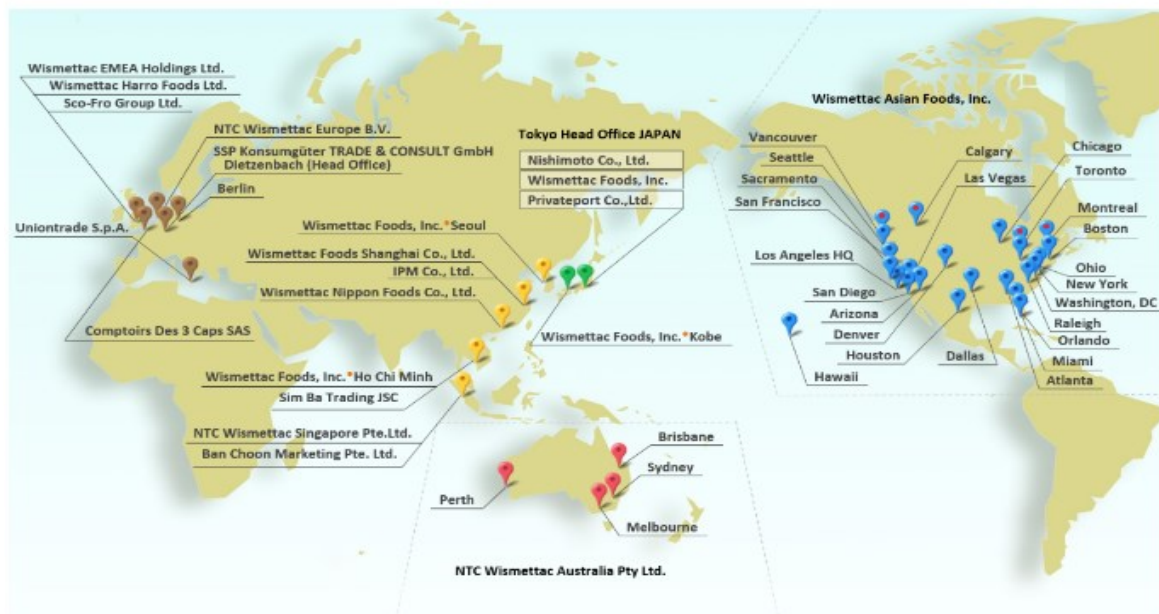 Wismettac EMEA Holdings Ltd.
Wismettac Harro Foods Ltd.
Sco-Fro Group Ltd.
NTC Wismettac Europe B.V.
SSP Konsumgüter TRADE & CONSULT GmbH
Dietzenbach (Head Office)
Berlin
Uniontrade S.p.A.
Comptoirs Des 3 Caps SAS
Tokyo Head Office JAPAN
Nishimoto Co., Ltd.
Wismettac Foods, Inc.
Privateport Co.,Ltd.
Wismettac Foods, Inc.*Seoul
Wismettac Foods Shanghai Co., Ltd.
IPM Co., Ltd.
Wismettac Nippon Foods Co., Ltd.
Wismettac Foods, Inc.*Kobe
Wismettac Foods, Inc.*Ho Chi Minh
Sim Ba Trading JSC
NTC Wismettac Singapore Pte.Ltd.
Ban Choon Marketing Pte. Ltd.
Brisbane
Sydney
Perth
Melbourne
NTC Wismettac Australia Pty Ltd.
Wismettac Asian Foods, Inc.
Vancouver
Seattle
Sacramento
San Francisco
Los Angeles HQ
San Diego
Arizona
Denver
Houston
Hawaii
Calgary
Las Vegas
Dallas
Chicago
Toronto
Montreal
Boston
Ohio
New York
Washington, DC
Raleigh
Orlando
Miami
Atlanta